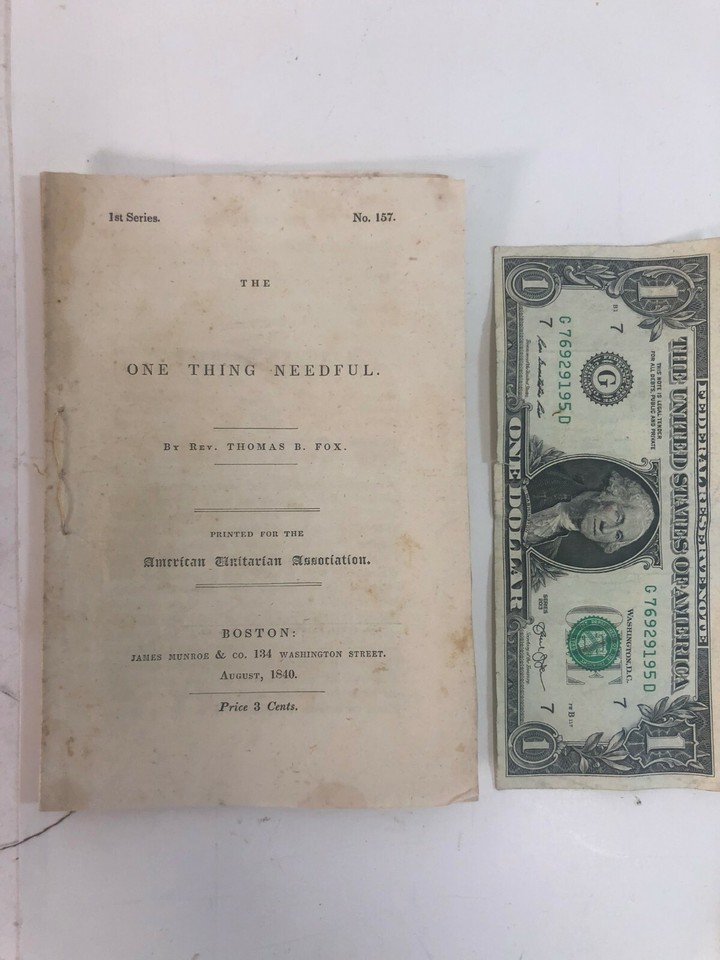 1st Series. No. 157.
THE
ONE THING NEEDFUL.
By Rev. THOMAS B. FOX.
PRINTED FOR THE
American Unitarian Association.
BOSTON:
JAMES MUNROE & CO. 134 WASHINGTON STREET.
August, 1840.
Price 3 Cents.
FEDERAL RESERVE NOTE
THE UNITED STATES OF AMERICA
THIS NOTE IS LEGAL TENDER
FOR ALL DEBTS, PUBLIC AND PRIVATE
WASHINGTON, D.C.
B1
7
7
G
G 76929195 D
G 76929195 D
7
7
SERIES
2013
ONE DOLLAR
1
1
1
1